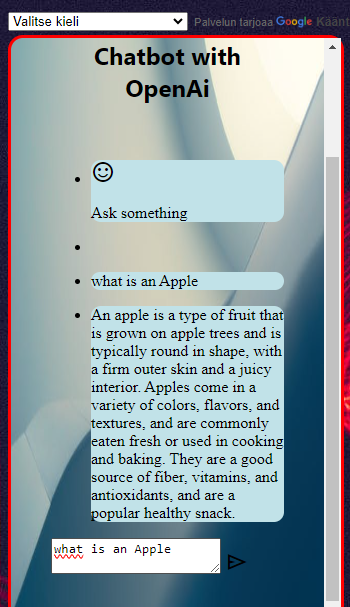 Valitse kieli
Palvelun tarjoaa Google Käänt
Chatbot with
OpenAi
Ask something
what is an Apple
An apple is a type of fruit that
is grown on apple trees and is
typically round in shape, with
a firm outer skin and a juicy
interior. Apples come in a
variety of colors, flavors, and
textures, and are commonly
eaten fresh or used in cooking
and baking. They are a good
source of fiber, vitamins, and
antioxidants, and are a
popular healthy snack.
what is an Apple